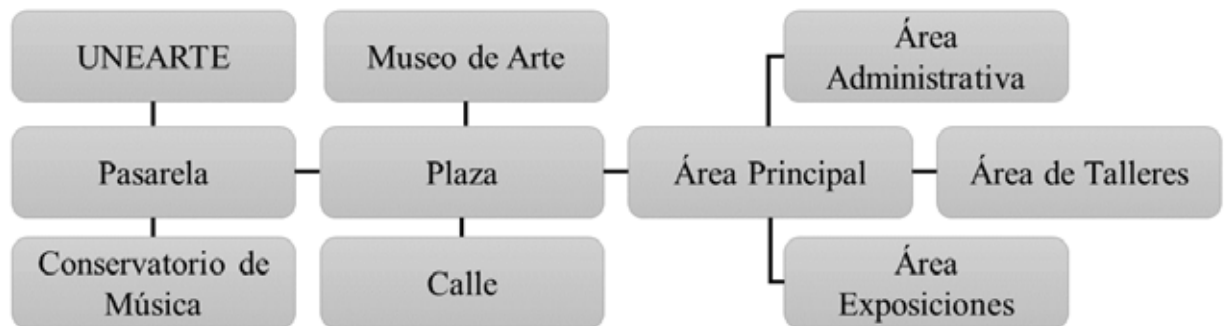 UNEARTE
Museo de Arte
Área
Administrativa
Pasarela
Plaza
Área Principal
Área de Talleres
Conservatorio de
Música
Calle
Área
Exposiciones